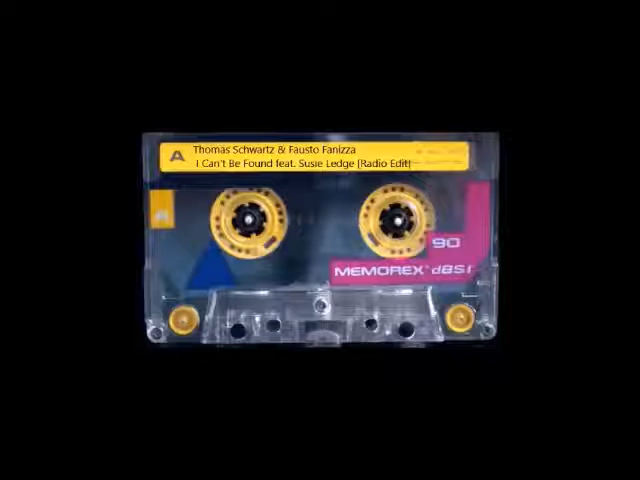 A
Thomas Schwartz & Fausto Fanizza
I Can't Be Found feat. Susie Ledge [Radio Edit]
90
MEMOREX dBS I